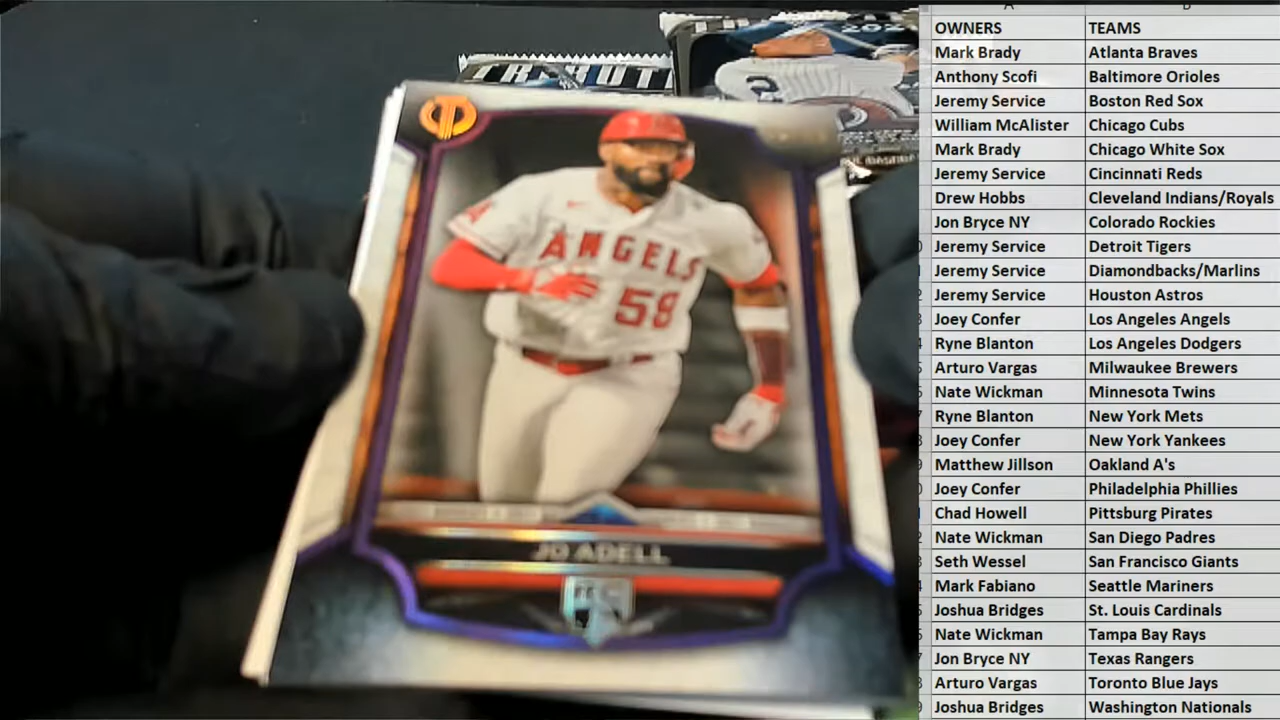 A B
OWNERS TEAMS
Mark Brady Atlanta Braves
Anthony Scofi Baltimore Orioles
Jeremy Service Boston Red Sox
William McAlister Chicago Cubs
Mark Brady Chicago White Sox
Jeremy Service Cincinnati Reds
Drew Hobbs Cleveland Indians/Royals
Jon Bryce NY Colorado Rockies
Jeremy Service Detroit Tigers
Jeremy Service Diamondbacks/Marlins
Jeremy Service Houston Astros
Joey Confer Los Angeles Angels
Ryne Blanton Los Angeles Dodgers
Arturo Vargas Milwaukee Brewers
Nate Wickman Minnesota Twins
Ryne Blanton New York Mets
Joey Confer New York Yankees
Matthew Jillson Oakland A's
Joey Confer Philadelphia Phillies
Chad Howell Pittsburg Pirates
Nate Wickman San Diego Padres
Seth Wessel San Francisco Giants
Mark Fabiano Seattle Mariners
Joshua Bridges St. Louis Cardinals
Nate Wickman Tampa Bay Rays
Jon Bryce NY Texas Rangers
Arturo Vargas Toronto Blue Jays
Joshua Bridges Washington Nationals
ANGELS
JO ADELL
RC